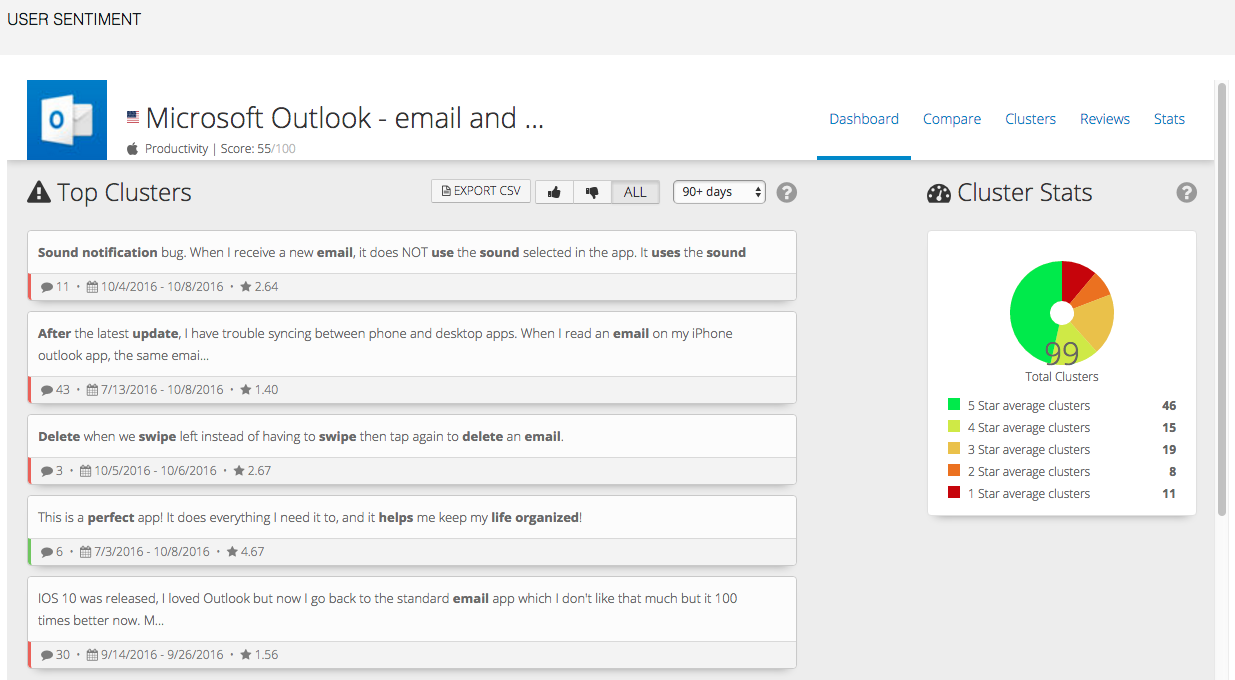 USER SENTIMENT
Microsoft Outlook - email and ...
Productivity | Score: 55/100
Dashboard
Compare
Clusters
Reviews
Stats
Top Clusters
EXPORT CSV
ALL
90+ days
Sound notification bug. When I receive a new email, it does NOT use the sound selected in the app. It uses the sound
11 • 10/4/2016 - 10/8/2016 • 2.64
After the latest update, I have trouble syncing between phone and desktop apps. When I read an email on my iPhone
outlook app, the same emai...
43 • 7/13/2016 - 10/8/2016 • 1.40
Delete when we swipe left instead of having to swipe then tap again to delete an email.
3 • 10/5/2016 - 10/6/2016 • 2.67
This is a perfect app! It does everything I need it to, and it helps me keep my life organized!
6 • 7/3/2016 - 10/8/2016 • 4.67
IOS 10 was released, I loved Outlook but now I go back to the standard email app which I don't like that much but it 100
times better now. M...
30 • 9/14/2016 - 9/26/2016 • 1.56
Cluster Stats
99
Total Clusters
5 Star average clusters 46
4 Star average clusters 15
3 Star average clusters 19
2 Star average clusters 8
1 Star average clusters 11